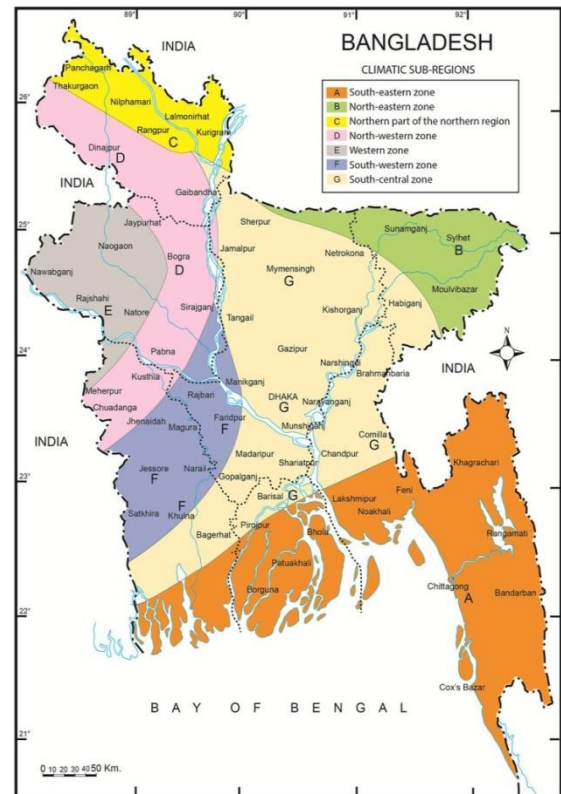 89°
90°
91°
92°
BANGLADESH
CLIMATIC SUB-REGIONS
A South-eastern zone
B North-eastern zone
C Northern part of the northern region
D North-western zone
E Western zone
F South-western zone
G South-central zone
INDIA
INDIA
Panchagarh
Thakurgaon
Nilphamari
Lalmonirhat
26°
Rangpur
Kurigram
C
Dinajpur
D
INDIA
Gaibandha
25°
Jaypurhat
Sherpur
Sunamganj
Sylhet
B
Naogaon
Jamalpur
Netrokona
Bogra
D
Mymensingh
G
Moulvibazar
Nawabganj
Rajshahi
E
Natore
Sirajganj
Tangail
Kishorganj
Habiganj
24°
Pabna
Gazipur
Narshingdi
INDIA
N
Kusthia
Manikganj
Brahmanbaria
Meherpur
Rajbari
DHAKA
G
Narayanganj
Chuadanga
Jhenaidah
Faridpur
F
Munshiganj
INDIA
Magura
Comilla
G
23°
Madaripur
Chandpur
Khagrachari
Jessore
F
Narail
Shariatpur
Gopalganj
Barisal
G
Lakshmipur
Feni
Satkhira
F
Khulna
Noakhali
Bagerhat
Pirojpur
Bhola
Rangamati
Patuakhali
Borguna
Chittagong
A
Bandarban
22°
Cox's Bazar
BAY OF BENGAL
21°
0 10 20 30 40 50 Km.